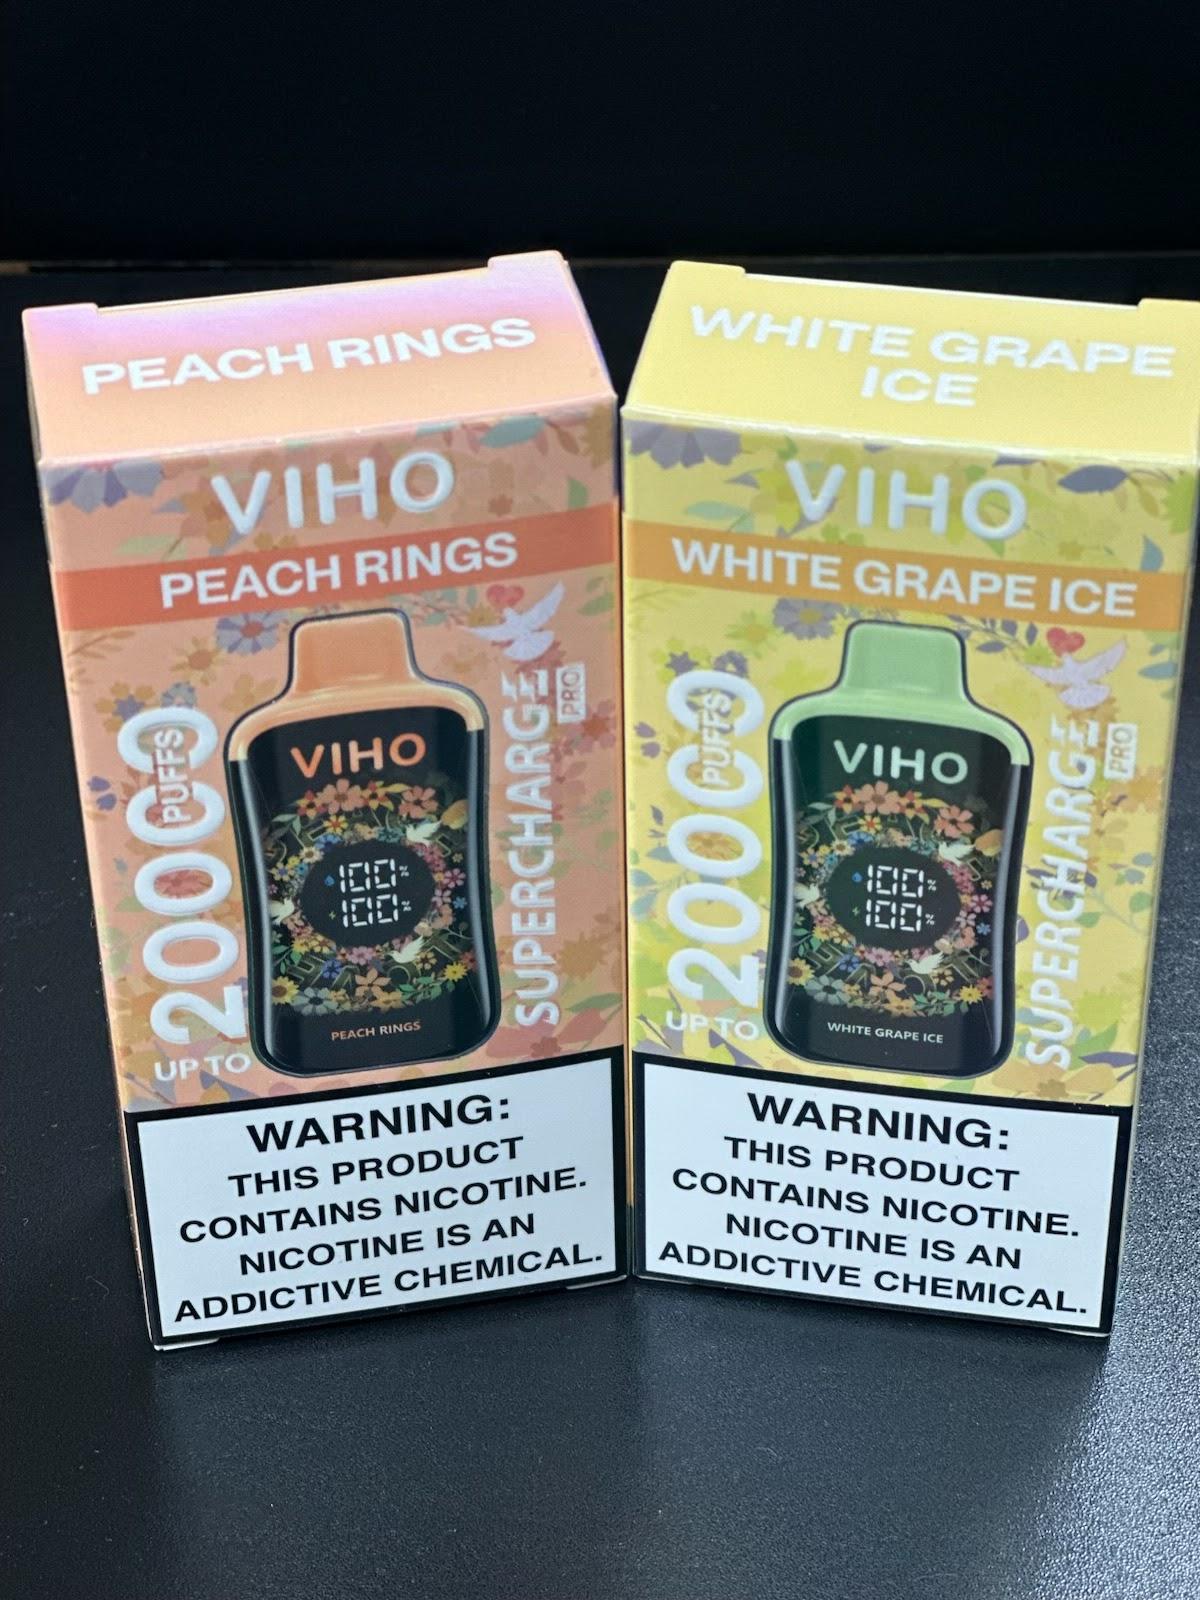 PEACH RINGS
VIHO
PEACH RINGS
UP TO
20000
PUFFS
SUPERCHARGE
PRO
VIHO
100%
100%
PEACH RINGS
WARNING:
THIS PRODUCT
CONTAINS NICOTINE.
NICOTINE IS AN
ADDICTIVE CHEMICAL.
WHITE GRAPE
ICE
VIHO
WHITE GRAPE ICE
UP TO
20000
PUFFS
SUPERCHARGE
PRO
VIHO
100%
100%
WHITE GRAPE ICE
WARNING:
THIS PRODUCT
CONTAINS NICOTINE.
NICOTINE IS AN
ADDICTIVE CHEMICAL.